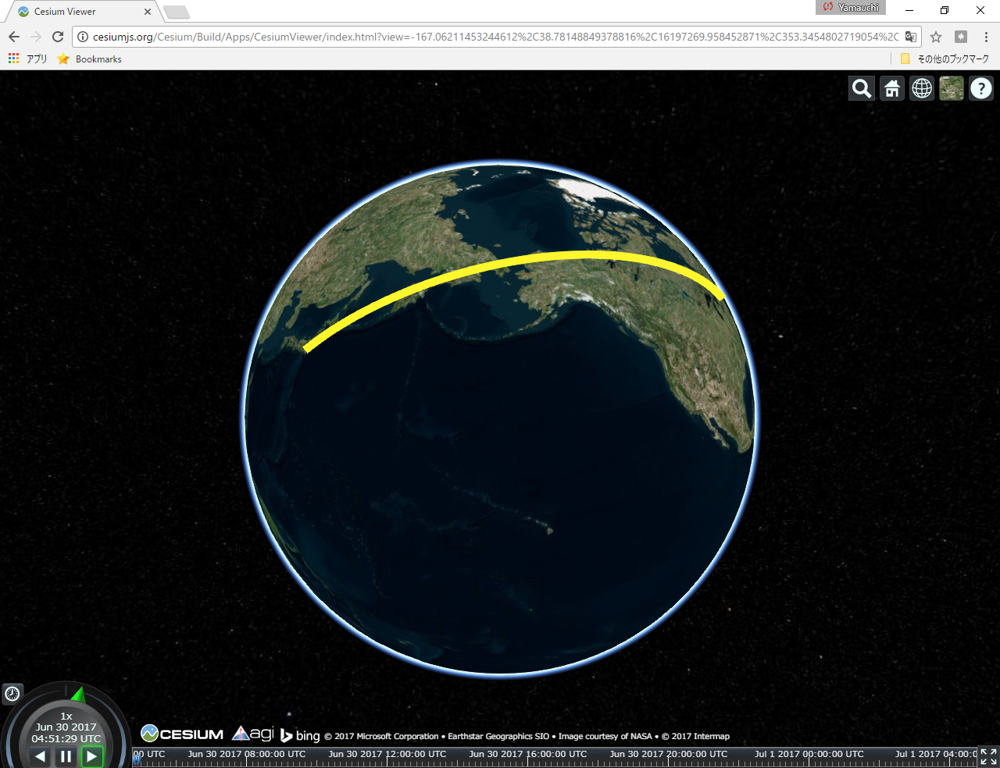 Cesium Viewer
Yamauchi
cesiumjs.org/Cesium/Build/Apps/CesiumViewer/index.html?view=-167.06211453244612%2C38.78148849378816%2C16197269.958452871%2C353.3454802719054%2C
アプリ
Bookmarks
その他のブックマーク
?
1x
Jun 30 2017
04:51:29 UTC
CESIUM
agi
bing
© 2017 Microsoft Corporation • Earthstar Geographics SIO • Image courtesy of NASA • © 2017 Intermap
00 UTC
Jun 30 2017 08:00:00 UTC
Jun 30 2017 12:00:00 UTC
Jun 30 2017 16:00:00 UTC
Jun 30 2017 20:00:00 UTC
Jul 1 2017 00:00:00 UTC
Jul 1 2017 04:00:0